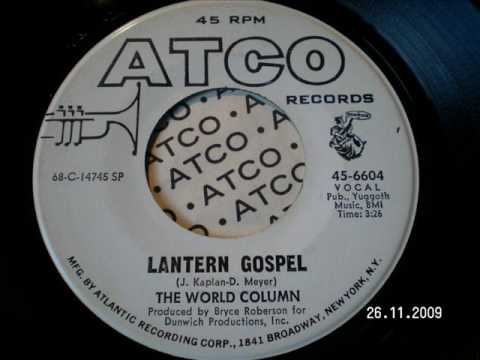 45 RPM
ATCO
RECORDS
68-C-14745 SP
45-6604
VOCAL
Pub., Yuggoth
Music, BMI
Time: 3:26
ATCO • ATCO
ATCO • ATCO
ATCO • ATCO
LANTERN GOSPEL
(J. Kaplan-D. Meyer)
THE WORLD COLUMN
Produced by Bryce Roberson for
Dunwich Productions, Inc.
MFG. BY ATLANTIC RECORDING CORP., 1841 BROADWAY, NEW YORK, N.Y.
26.11.2009